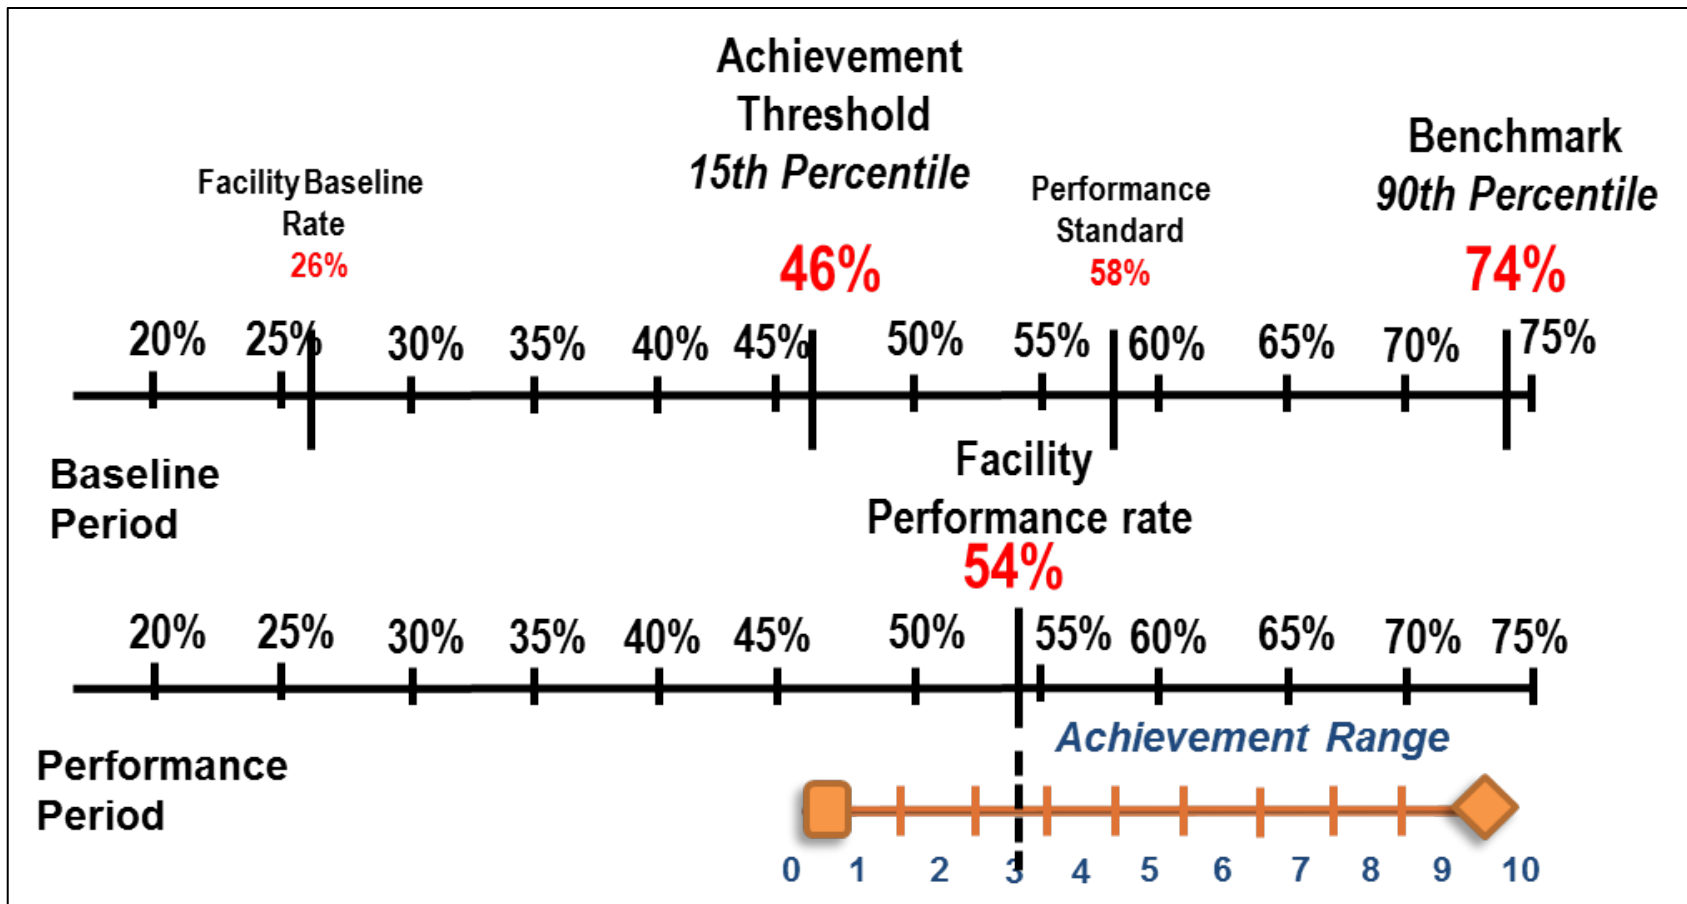 Achievement
Threshold
15th Percentile
46%
Facility Baseline
Rate
26%
Performance
Standard
58%
Benchmark
90th Percentile
74%
20% 25% 30% 35% 40% 45% 50% 55% 60% 65% 70% 75%
Baseline
Period
Facility
Performance rate
54%
20% 25% 30% 35% 40% 45% 50% 55% 60% 65% 70% 75%
Performance
Period
Achievement Range
0 1 2 3 4 5 6 7 8 9 10